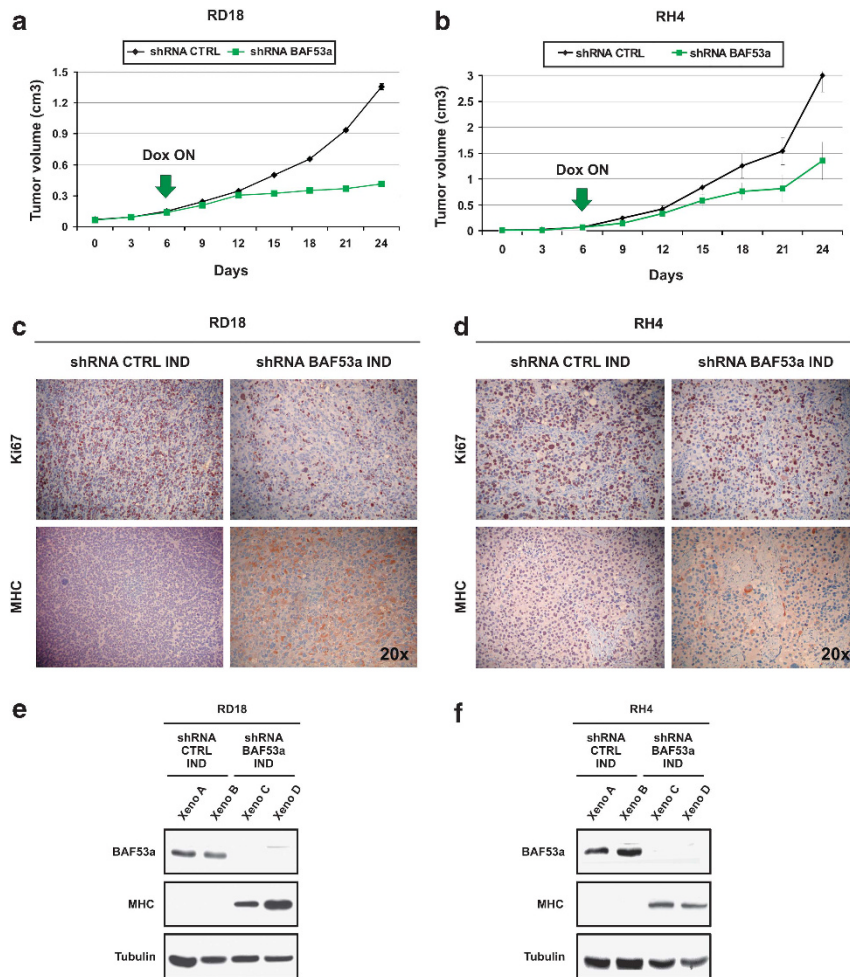 a
RD18
shRNA CTRL shRNA BAF53a
Tumor volume (cm3)
1.5
1.2
0.9
0.6
0.3
0
Dox ON
0 3 6 9 12 15 18 21 24
Days
b
RH4
shRNA CTRL shRNA BAF53a
Tumor volume (cm3)
3
2.5
2
1.5
1
0.5
0
Dox ON
0 3 6 9 12 15 18 21 24
Days
c
RD18
shRNA CTRL IND shRNA BAF53a IND
Ki67
MHC
20x
d
RH4
shRNA CTRL IND shRNA BAF53a IND
Ki67
MHC
20x
e
RD18
shRNA CTRL IND
shRNA BAF53a IND
Xeno A Xeno B Xeno C Xeno D
BAF53a
MHC
Tubulin
f
RH4
shRNA CTRL IND
shRNA BAF53a IND
Xeno A Xeno B Xeno C Xeno D
BAF53a
MHC
Tubulin